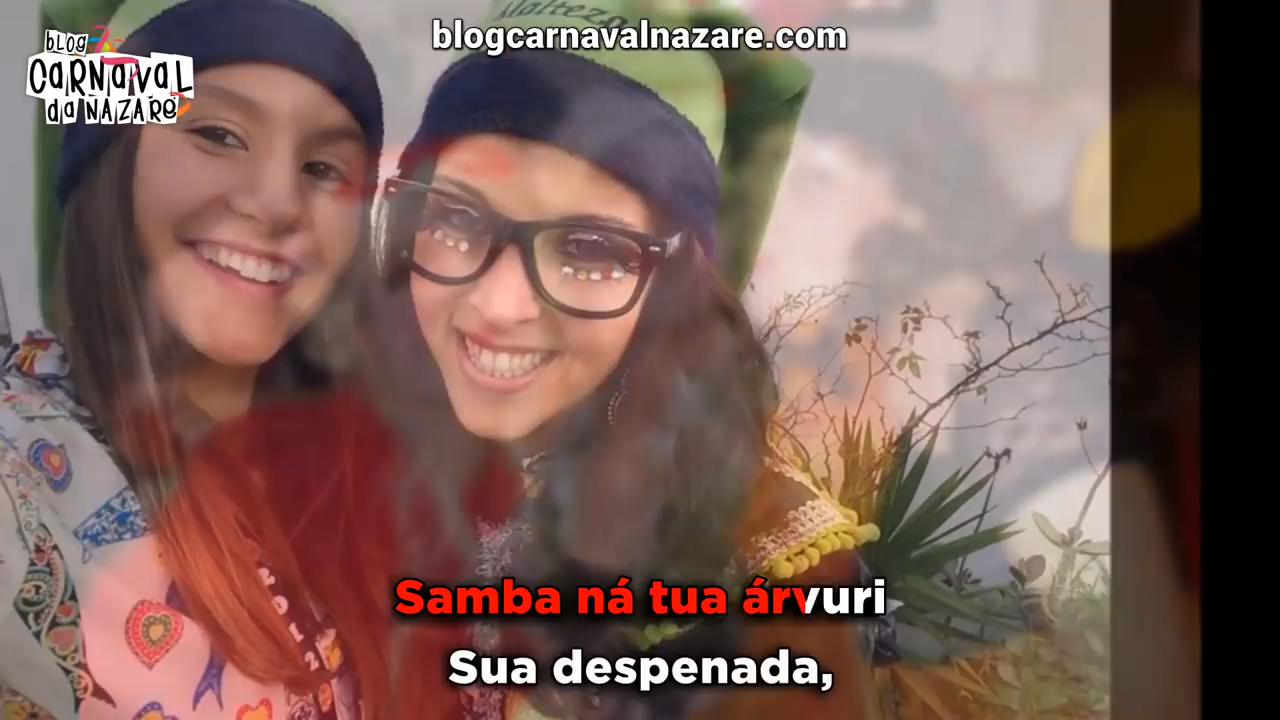 blogcarnavalnazare.com
BLOG
CARNAVAL
da NAZARÉ
Samba ná tua árvuri
Sua despenada,